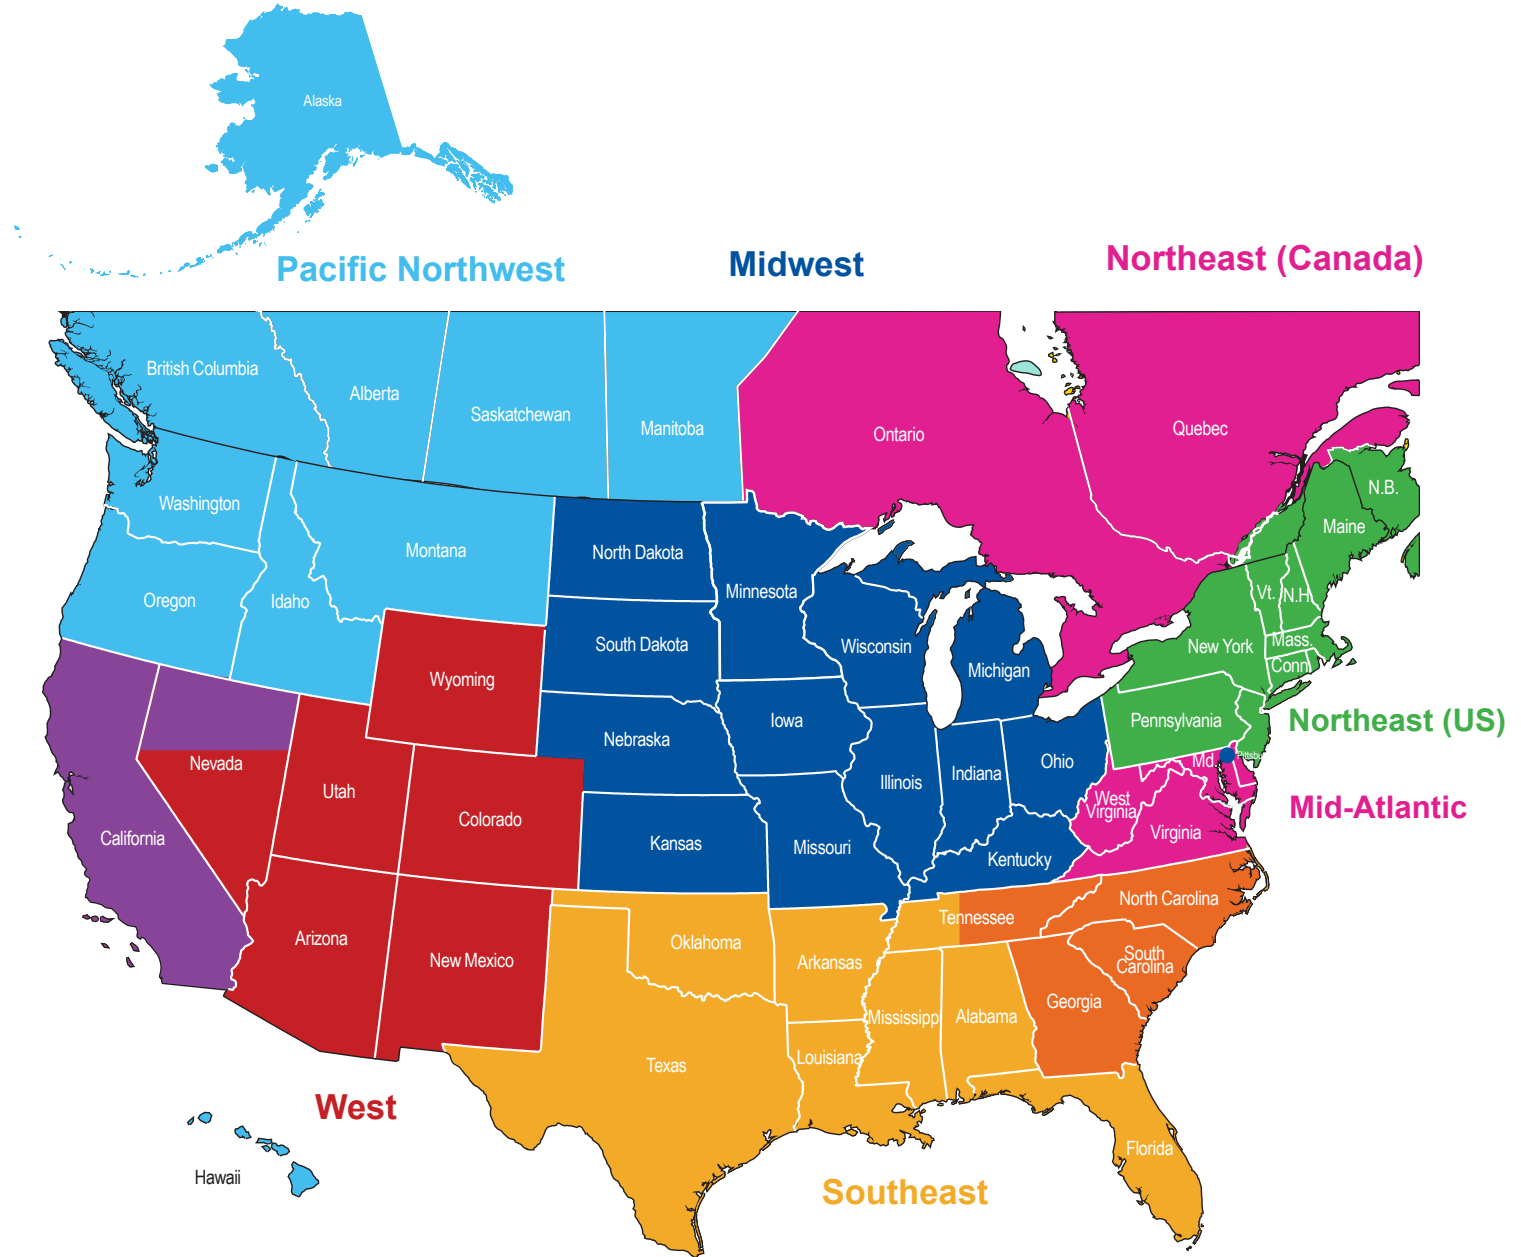 Alaska
Pacific Northwest
Midwest
Northeast (Canada)
British Columbia
Alberta
Saskatchewan
Manitoba
Ontario
Quebec
N.B.
Washington
Maine
Montana
North Dakota
Minnesota
Oregon
Idaho
Vt.
N.H.
South Dakota
Wisconsin
New York
Mass.
Conn.
Michigan
Wyoming
Iowa
Pennsylvania
Northeast (US)
Nebraska
Nevada
Ohio
Md.
Indiana
Illinois
Utah
Colorado
West
Virginia
Mid-Atlantic
California
Kansas
Missouri
Virginia
Kentucky
North Carolina
Tennessee
Arizona
Oklahoma
New Mexico
Arkansas
South
Carolina
Georgia
Mississippi
Alabama
Louisiana
Texas
West
Florida
Hawaii
Southeast